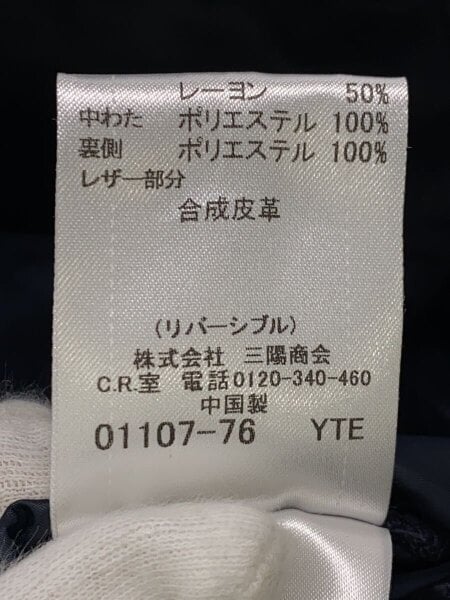 レーヨン 50%
中わた ポリエステル 100%
裏側 ポリエステル 100%
レザー部分
合成皮革
(リバーシブル)
株式会社 三陽商会
C.R.室 電話0120-340-460
中国製
01107-76 YTE